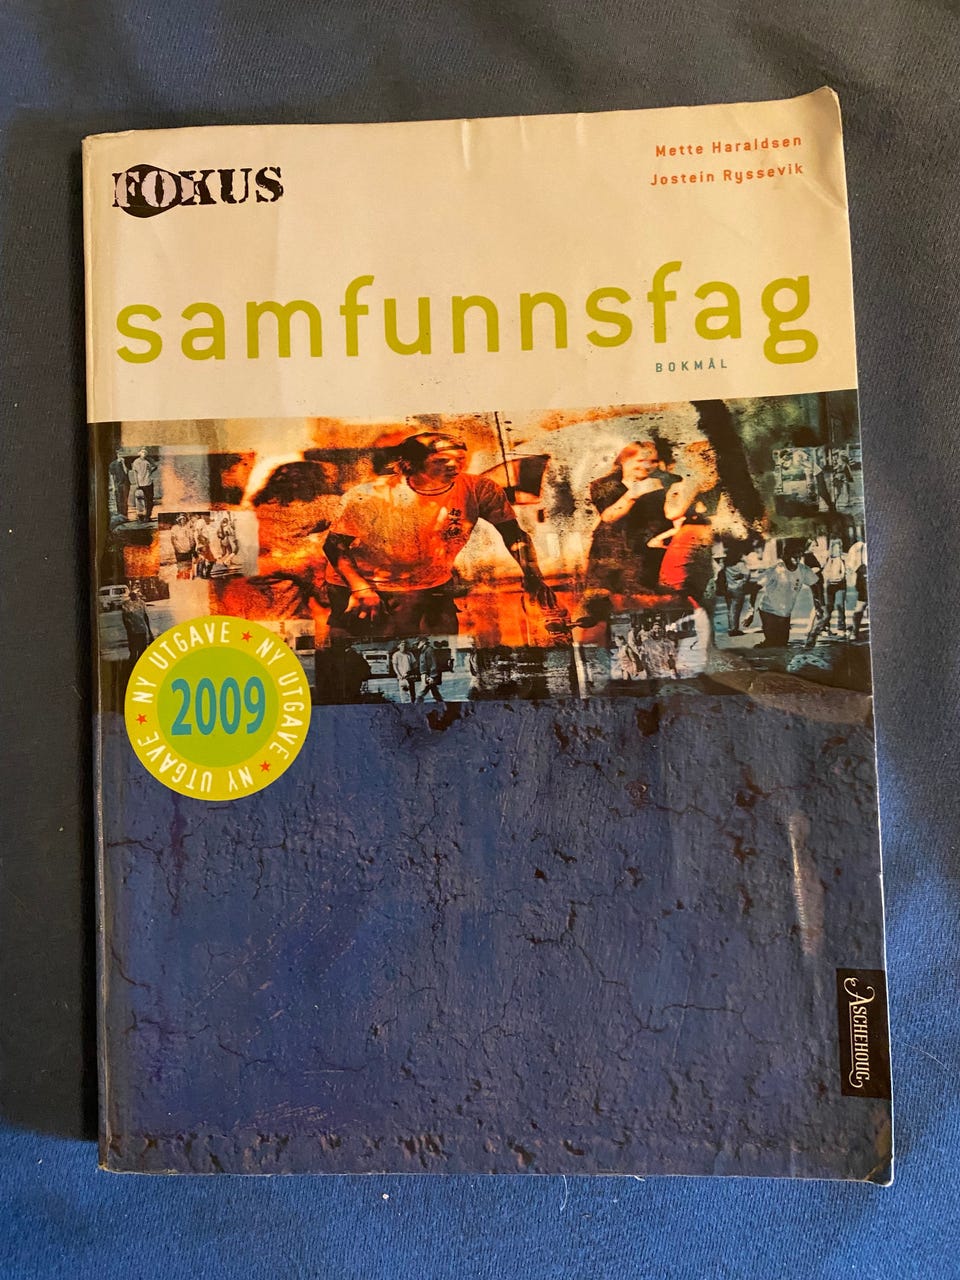 FOKUS
Mette Haraldsen
Jostein Ryssevik
samfunnsfag
BOKMÅL
NY UTGAVE ★ NY UTGAVE ★ NY UTGAVE ★
2009
ASCHEHOUG